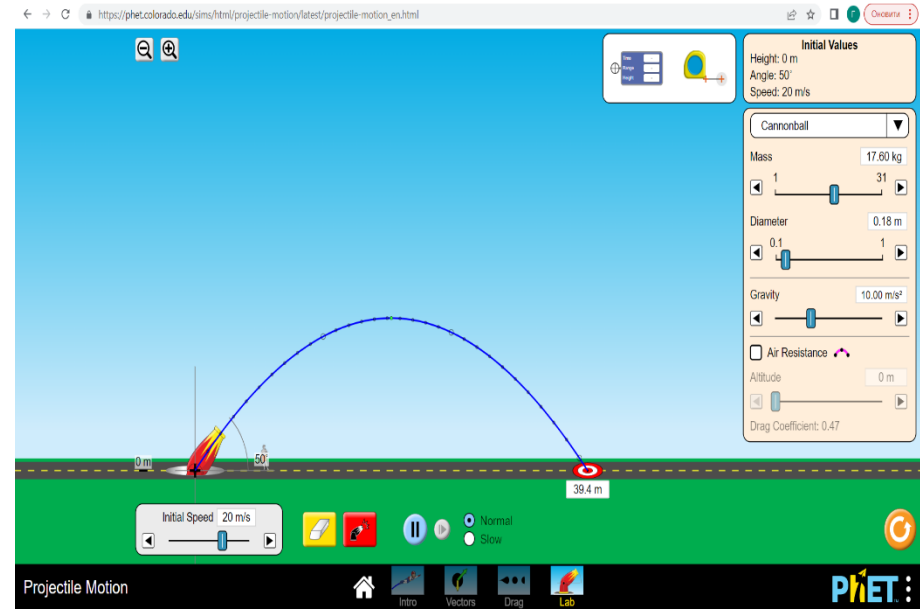 https://phet.colorado.edu/sims/html/projectile-motion/latest/projectile-motion_en.html
Оновити
Time
Range
Height
Initial Values
Height: 0 m
Angle: 50°
Speed: 20 m/s
Cannonball
Mass
17.60 kg
1
31
Diameter
0.18 m
0.1
1
Gravity
10.00 m/s²
Air Resistance
Altitude
0 m
Drag Coefficient: 0.47
0 m
50°
39.4 m
Initial Speed 20 m/s
Normal
Slow
Projectile Motion
Intro
Vectors
Drag
Lab
PhET